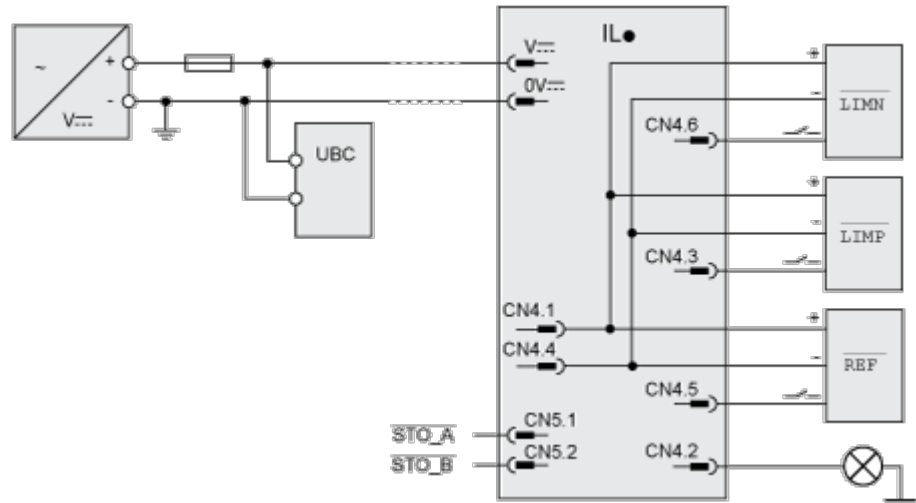 IL●
~
+
-
V⎓
V⎓
0V⎓
UBC
+
-
LIMN
CN4.6
+
-
LIMP
CN4.3
CN4.1
CN4.4
+
-
REF
CN4.5
STO_A
CN5.1
STO_B
CN5.2
CN4.2